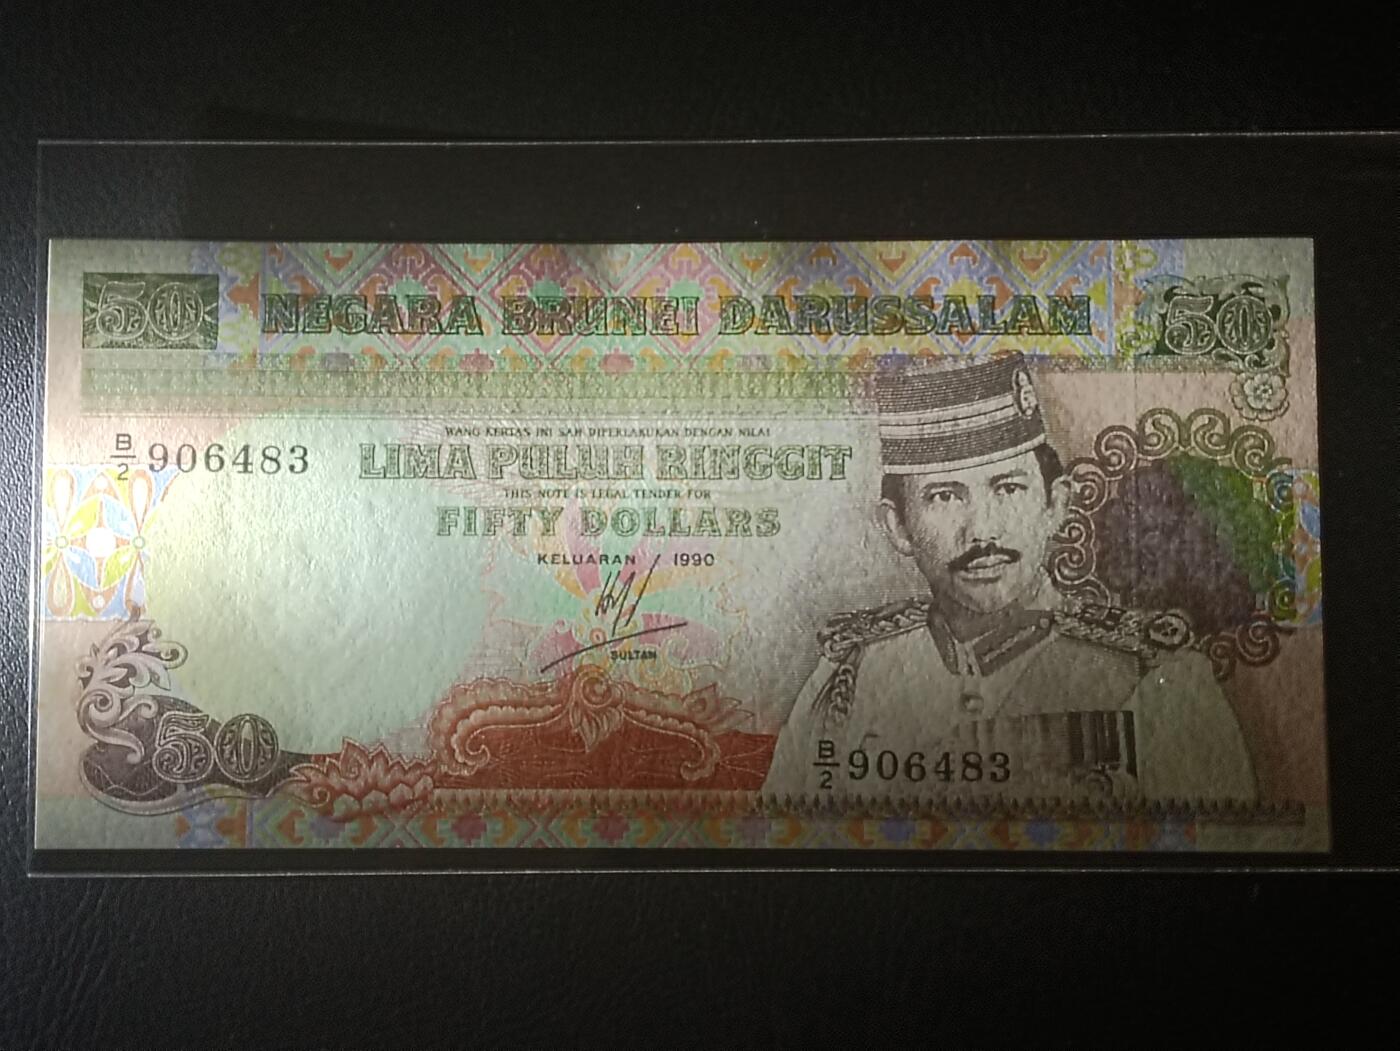 50
NEGARA BRUNEI DARUSSALAM
50
WANG KERTAS INI SAH DIPERLAKUKAN DENGAN NILAI
B/2 906483
LIMA PULUH RINGGIT
THIS NOTE IS LEGAL TENDER FOR
FIFTY DOLLARS
KELUARAN 1990
SULTAN
50
B/2 906483